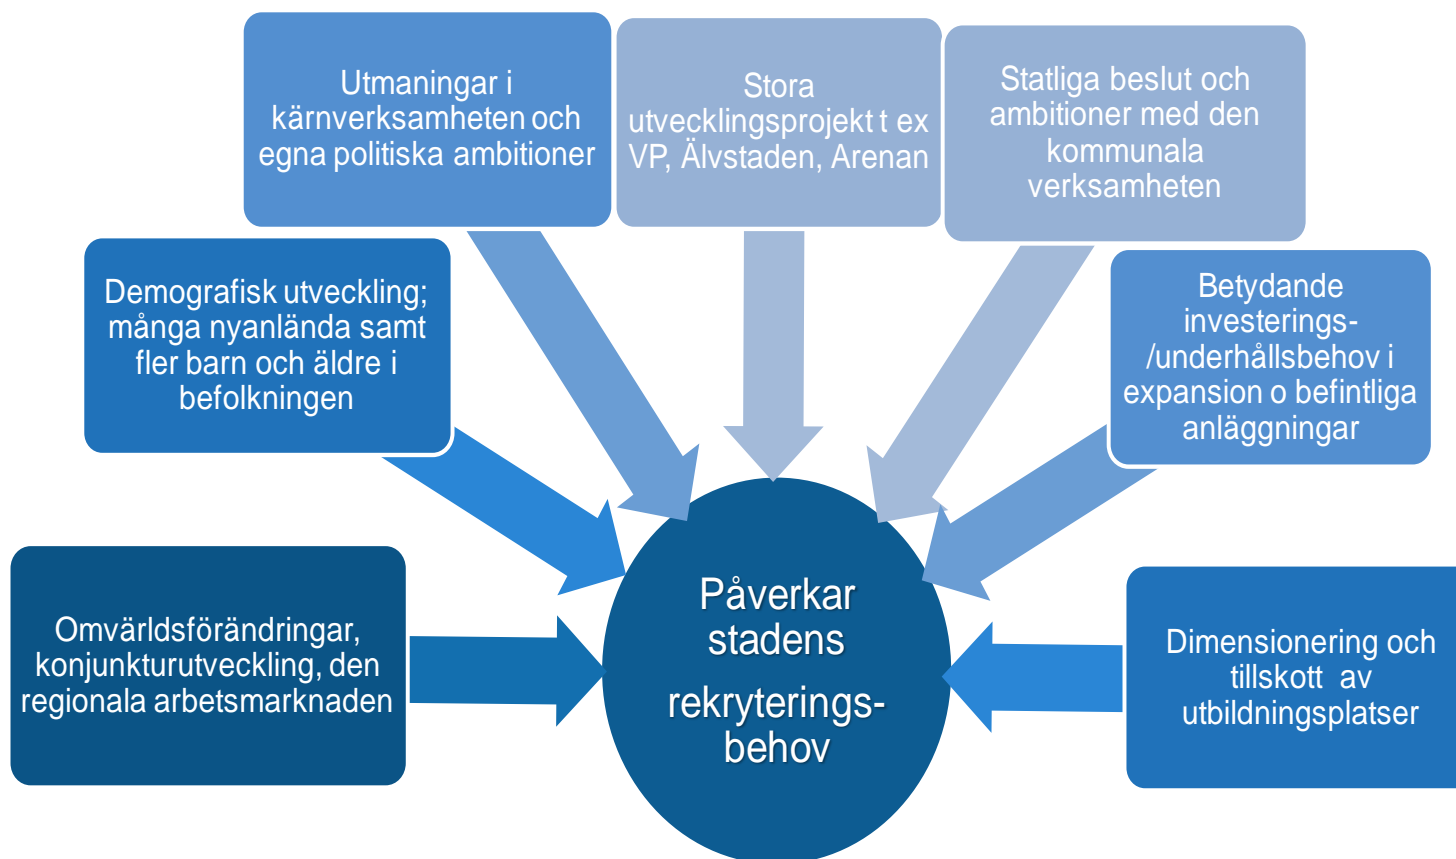 Utmaningar i
kärnverksamheten och
egna politiska ambitioner
Stora
utvecklingsprojekt t ex
VP, Älvstaden, Arenan
Statliga beslut och
ambitioner med den
kommunala
verksamheten
Demografisk utveckling;
många nyanlända samt
fler barn och äldre i
befolkningen
Betydande
investerings-
/underhållsbehov i
expansion o befintliga
anläggningar
Omvärldsförändringar,
konjunkturutveckling, den
regionala arbetsmarknaden
Påverkar
stadens
rekryterings-
behov
Dimensionering och
tillskott av
utbildningsplatser